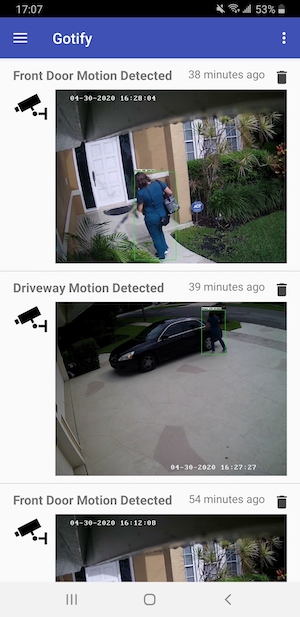 17:07
53%
Gotify
Front Door Motion Detected
38 minutes ago
04-30-2020 16:28:04
ADT
Driveway Motion Detected
39 minutes ago
04-30-2020 16:27:27
Front Door Motion Detected
54 minutes ago
04-30-2020 16:12:08